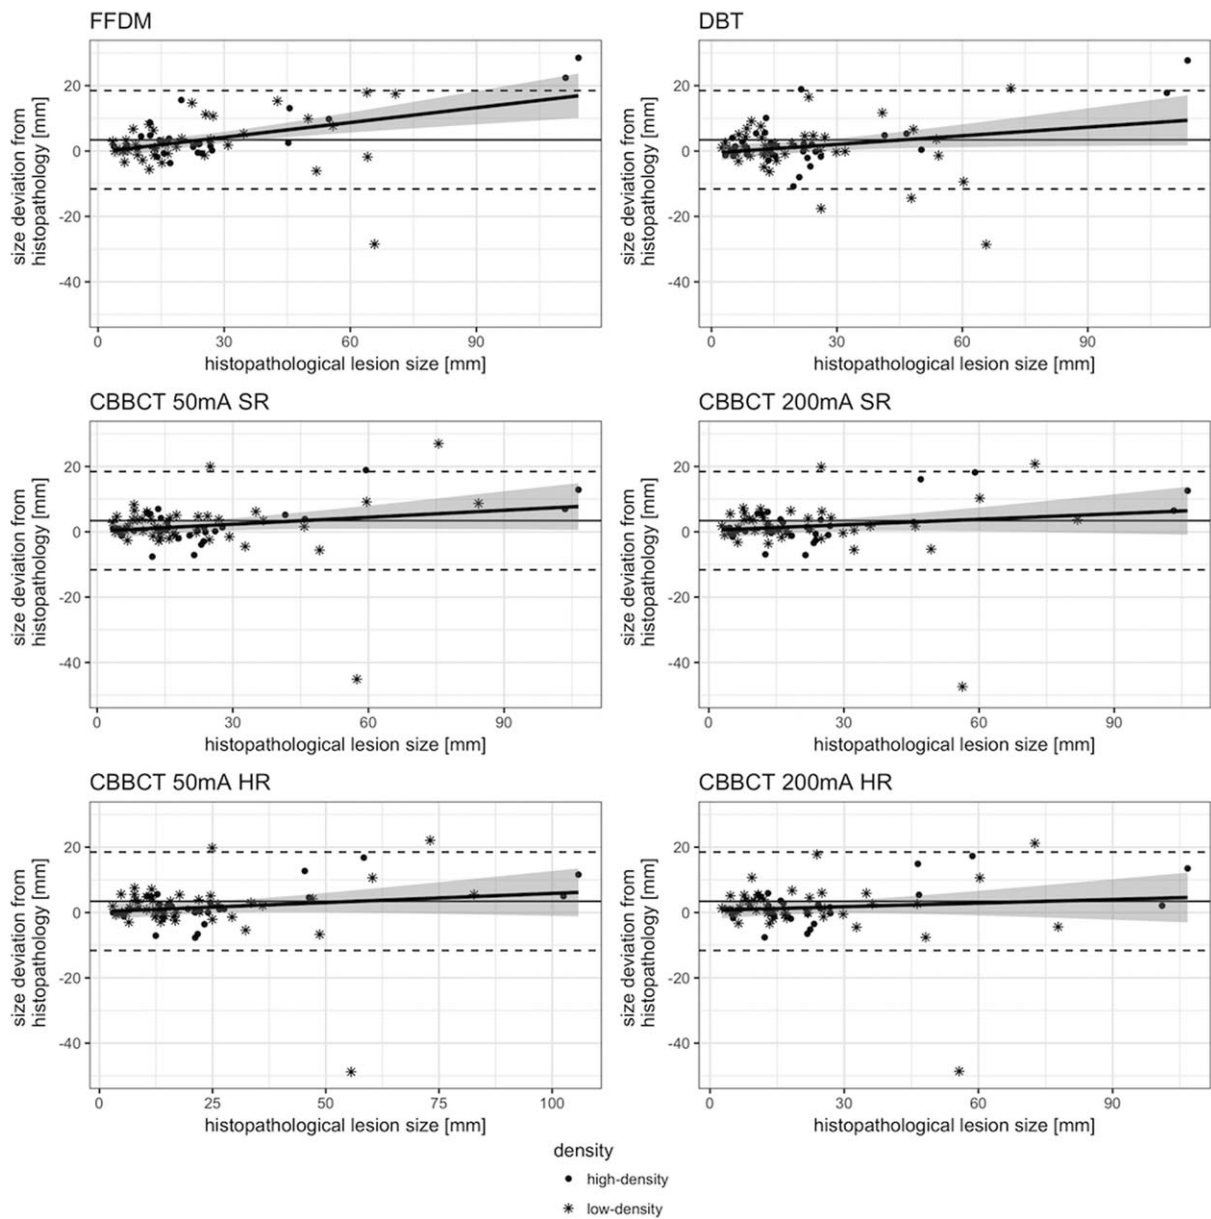 FFDM
20
0
-20
-40
size deviation from
histopathology [mm]
0 30 60 90
histopathological lesion size [mm]
DBT
20
0
-20
-40
size deviation from
histopathology [mm]
0 30 60 90
histopathological lesion size [mm]
CBBCT 50mA SR
20
0
-20
-40
size deviation from
histopathology [mm]
0 30 60 90
histopathological lesion size [mm]
CBBCT 200mA SR
20
0
-20
-40
size deviation from
histopathology [mm]
0 30 60 90
histopathological lesion size [mm]
CBBCT 50mA HR
20
0
-20
-40
size deviation from
histopathology [mm]
0 25 50 75 100
histopathological lesion size [mm]
CBBCT 200mA HR
20
0
-20
-40
size deviation from
histopathology [mm]
0 30 60 90
histopathological lesion size [mm]
density
high-density
low-density